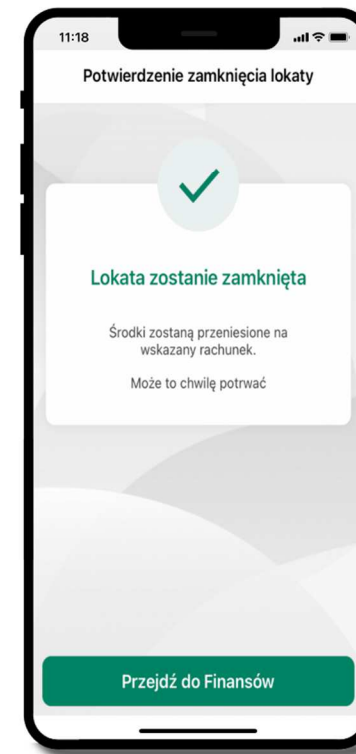 11:18
Potwierdzenie zamknięcia lokaty
Lokata zostanie zamknięta
Środki zostaną przeniesione na
wskazany rachunek.
Może to chwilę potrwać
Przejdź do Finansów